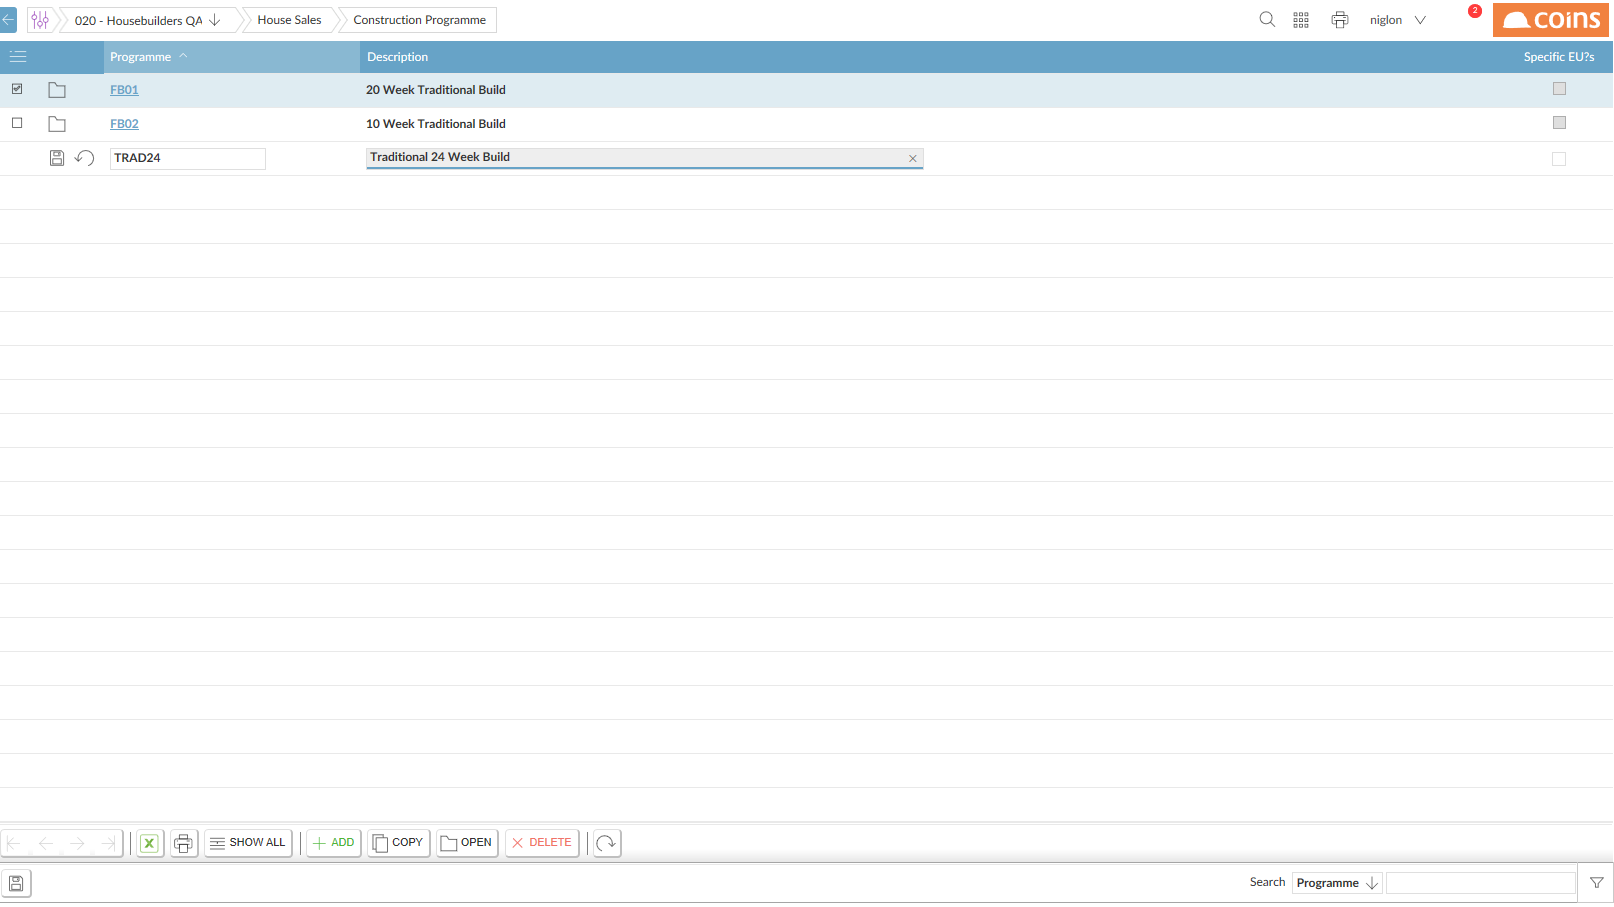 020 - Housebuilders QA
House Sales
Construction Programme
niglon
2
coins
Programme
Description
Specific EU?s
FB01
20 Week Traditional Build
FB02
10 Week Traditional Build
TRAD24
Traditional 24 Week Build
SHOW ALL
ADD
COPY
OPEN
DELETE
Search
Programme